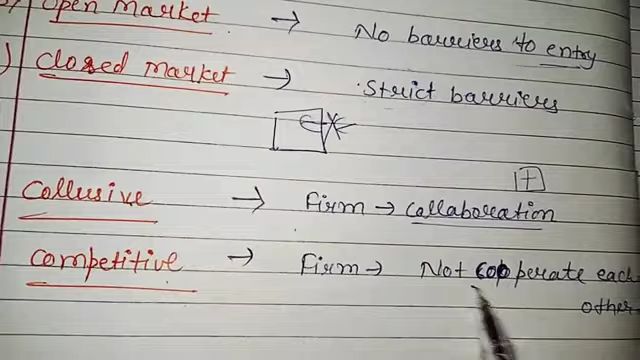 Open Market → No barriers to entry
) Closed market → Strict barriers
+
Collusive → Firm → Collaboration
Competitive → Firm → Not cooperate each
other